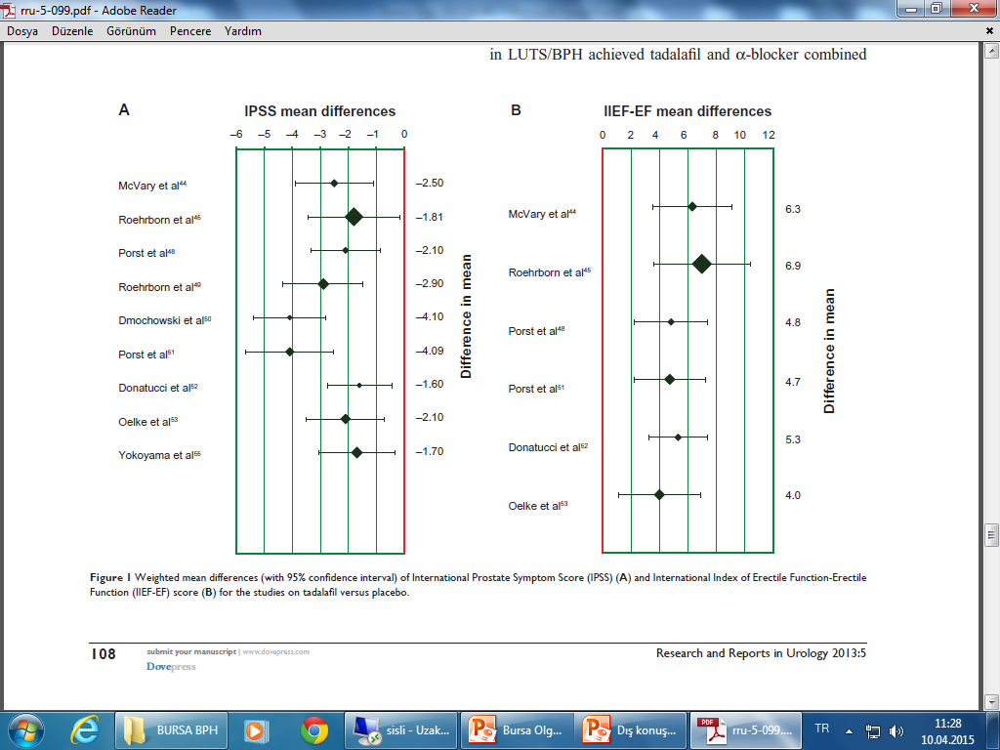 rru-5-099.pdf - Adobe Reader
Dosya Düzenle Görünüm Pencere Yardım
in LUTS/BPH achieved tadalafil and α-blocker combined
A IPSS mean differences
–6 –5 –4 –3 –2 –1 0
McVary et al44 –2.50
Roehrborn et al45 –1.81
Porst et al48 –2.10
Roehrborn et al49 –2.90
Dmochowski et al50 –4.10
Porst et al51 –4.09
Donatucci et al52 –1.60
Oelke et al53 –2.10
Yokoyama et al55 –1.70
Difference in mean
B IIEF-EF mean differences
0 2 4 6 8 10 12
McVary et al44 6.3
Roehrborn et al45 6.9
Porst et al48 4.8
Porst et al51 4.7
Donatucci et al52 5.3
Oelke et al53 4.0
Difference in mean
Figure 1 Weighted mean differences (with 95% confidence interval) of International Prostate Symptom Score (IPSS) (A) and International Index of Erectile Function-Erectile
Function (IIEF-EF) score (B) for the studies on tadalafil versus placebo.
108 submit your manuscript | www.dovepress.com
Dovepress
Research and Reports in Urology 2013:5
BURSA BPH
sisli - Uzak...
Bursa Olg...
Dış konuş...
PDF
rru-5-099....
TR
11:28
10.04.2015